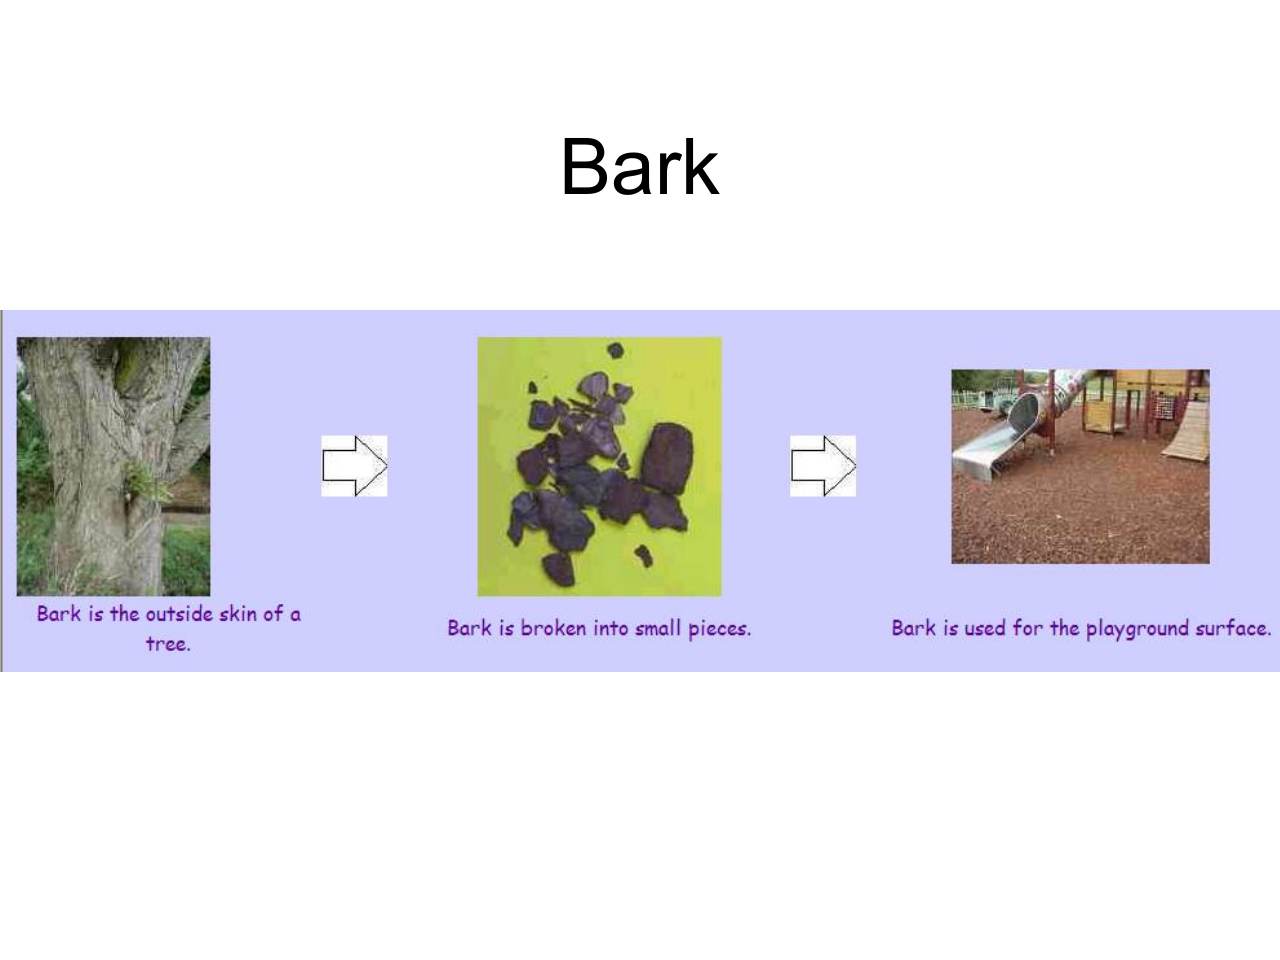 Bark
Bark is the outside skin of a
tree.
Bark is broken into small pieces.
Bark is used for the playground surface.